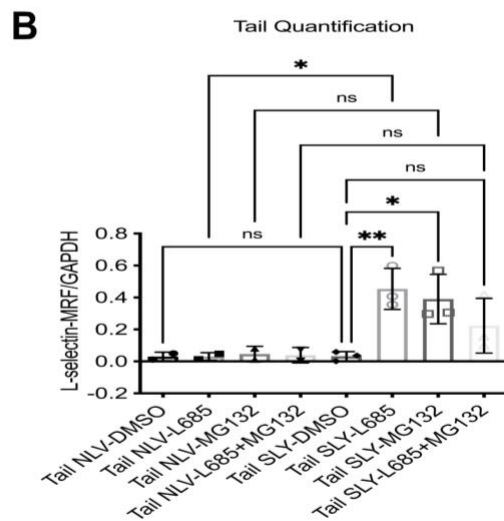 B
Tail Quantification
*
ns
ns
ns
*
ns
**
L-selectin-MRF/GAPDH
0.8
0.6
0.4
0.2
0.0
-0.2
Tail NLV-DMSO
Tail NLV-L685
Tail NLV-MG132
Tail NLV-L685+MG132
Tail SLY-DMSO
Tail SLY-L685
Tail SLY-MG132
Tail SLY-L685+MG132